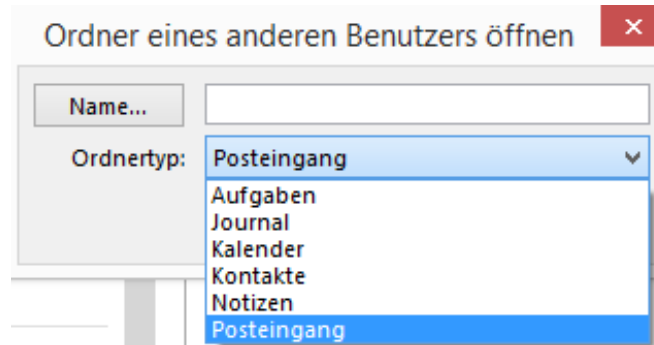 Ordner eines anderen Benutzers öffnen
Name...
Ordnertyp: Posteingang
Aufgaben
Journal
Kalender
Kontakte
Notizen
Posteingang